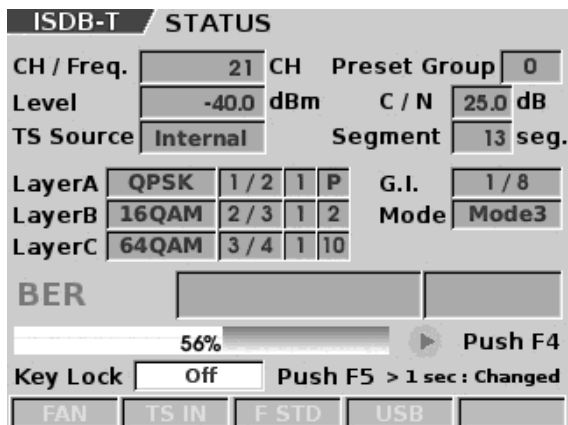 ISDB-T STATUS
CH / Freq. 21 CH Preset Group 0
Level -40.0 dBm C / N 25.0 dB
TS Source Internal Segment 13 seg.
LayerA QPSK 1 / 2 1 P G.I. 1 / 8
LayerB 16QAM 2 / 3 1 2 Mode Mode3
LayerC 64QAM 3 / 4 1 10
BER
56% Push F4
Key Lock Off Push F5 > 1 sec : Changed
FAN TS IN F STD USB